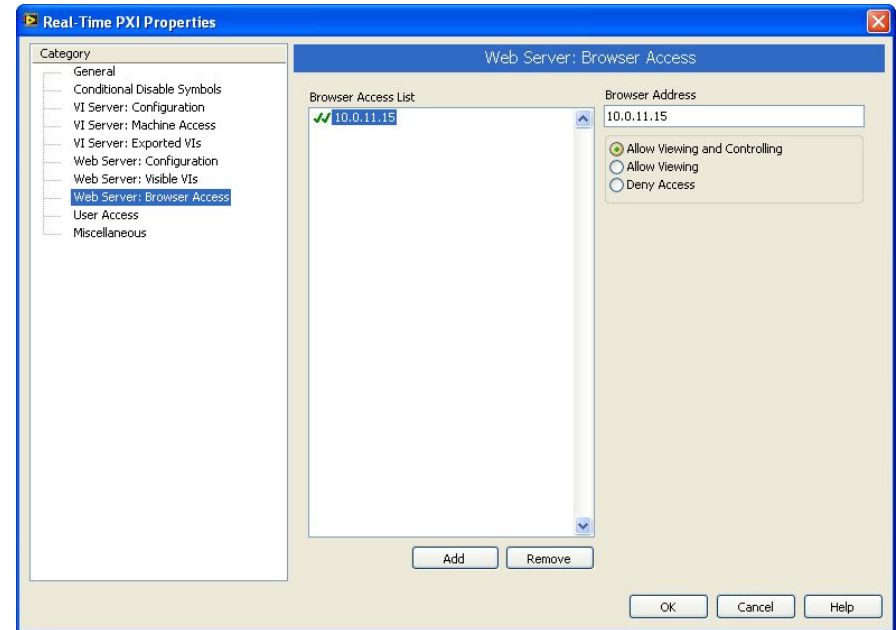 Real-Time PXI Properties
Category
General
Conditional Disable Symbols
VI Server: Configuration
VI Server: Machine Access
VI Server: Exported VIs
Web Server: Configuration
Web Server: Visible VIs
Web Server: Browser Access
User Access
Miscellaneous
Web Server: Browser Access
Browser Access List
10.0.11.15
Browser Address
10.0.11.15
Allow Viewing and Controlling
Allow Viewing
Deny Access
Add
Remove
OK
Cancel
Help